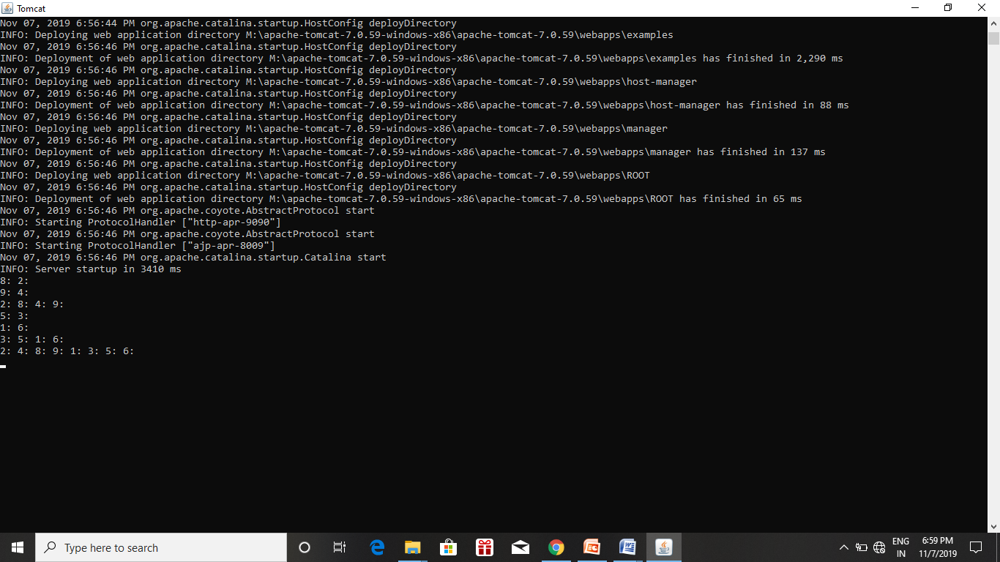 Tomcat
Nov 07, 2019 6:56:44 PM org.apache.catalina.startup.HostConfig deployDirectory
INFO: Deploying web application directory M:\apache-tomcat-7.0.59-windows-x86\apache-tomcat-7.0.59\webapps\examples
Nov 07, 2019 6:56:46 PM org.apache.catalina.startup.HostConfig deployDirectory
INFO: Deployment of web application directory M:\apache-tomcat-7.0.59-windows-x86\apache-tomcat-7.0.59\webapps\examples has finished in 2,290 ms
Nov 07, 2019 6:56:46 PM org.apache.catalina.startup.HostConfig deployDirectory
INFO: Deploying web application directory M:\apache-tomcat-7.0.59-windows-x86\apache-tomcat-7.0.59\webapps\host-manager
Nov 07, 2019 6:56:46 PM org.apache.catalina.startup.HostConfig deployDirectory
INFO: Deployment of web application directory M:\apache-tomcat-7.0.59-windows-x86\apache-tomcat-7.0.59\webapps\host-manager has finished in 88 ms
Nov 07, 2019 6:56:46 PM org.apache.catalina.startup.HostConfig deployDirectory
INFO: Deploying web application directory M:\apache-tomcat-7.0.59-windows-x86\apache-tomcat-7.0.59\webapps\manager
Nov 07, 2019 6:56:46 PM org.apache.catalina.startup.HostConfig deployDirectory
INFO: Deployment of web application directory M:\apache-tomcat-7.0.59-windows-x86\apache-tomcat-7.0.59\webapps\manager has finished in 137 ms
Nov 07, 2019 6:56:46 PM org.apache.catalina.startup.HostConfig deployDirectory
INFO: Deploying web application directory M:\apache-tomcat-7.0.59-windows-x86\apache-tomcat-7.0.59\webapps\ROOT
Nov 07, 2019 6:56:46 PM org.apache.catalina.startup.HostConfig deployDirectory
INFO: Deployment of web application directory M:\apache-tomcat-7.0.59-windows-x86\apache-tomcat-7.0.59\webapps\ROOT has finished in 65 ms
Nov 07, 2019 6:56:46 PM org.apache.coyote.AbstractProtocol start
INFO: Starting ProtocolHandler ["http-apr-9090"]
Nov 07, 2019 6:56:46 PM org.apache.coyote.AbstractProtocol start
INFO: Starting ProtocolHandler ["ajp-apr-8009"]
Nov 07, 2019 6:56:46 PM org.apache.catalina.startup.Catalina start
INFO: Server startup in 3410 ms
8: 2:
9: 4:
2: 8: 4: 9:
5: 3:
1: 6:
3: 5: 1: 6:
2: 4: 8: 9: 1: 3: 5: 6:
Type here to search
ENG
IN
6:59 PM
11/7/2019